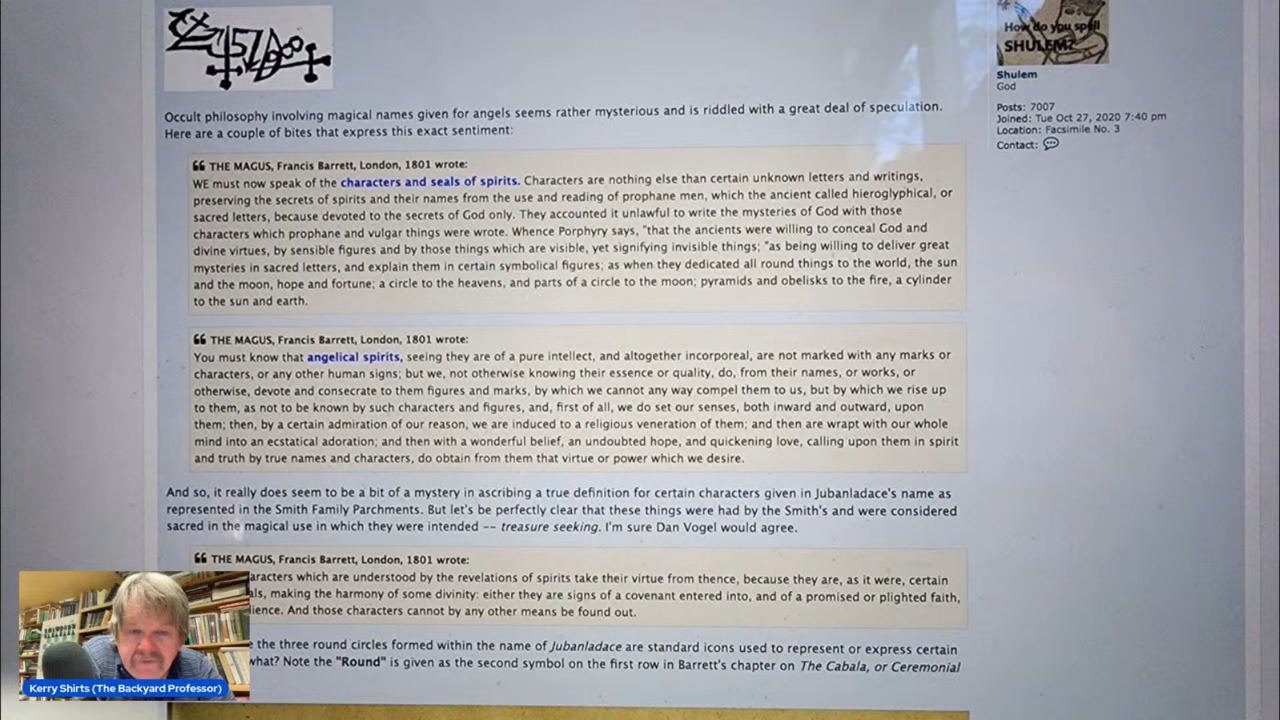 How do you spell
SHULEM?
Shulem
God
Posts: 7007
Joined: Tue Oct 27, 2020 7:40 pm
Location: Facsimile No. 3
Contact:
Occult philosophy involving magical names given for angels seems rather mysterious and is riddled with a great deal of speculation.
Here are a couple of bites that express this exact sentiment:
THE MAGUS, Francis Barrett, London, 1801 wrote:
WE must now speak of the characters and seals of spirits. Characters are nothing else than certain unknown letters and writings,
preserving the secrets of spirits and their names from the use and reading of prophane men, which the ancient called hieroglyphical, or
sacred letters, because devoted to the secrets of God only. They accounted it unlawful to write the mysteries of God with those
characters which prophane and vulgar things were wrote. Whence Porphyry says, "that the ancients were willing to conceal God and
divine virtues, by sensible figures and by those things which are visible, yet signifying invisible things; "as being willing to deliver great
mysteries in sacred letters, and explain them in certain symbolical figures; as when they dedicated all round things to the world, the sun
and the moon, hope and fortune; a circle to the heavens, and parts of a circle to the moon; pyramids and obelisks to the fire, a cylinder
to the sun and earth.
THE MAGUS, Francis Barrett, London, 1801 wrote:
You must know that angelical spirits, seeing they are of a pure intellect, and altogether incorporeal, are not marked with any marks or
characters, or any other human signs; but we, not otherwise knowing their essence or quality, do, from their names, or works, or
otherwise, devote and consecrate to them figures and marks, by which we cannot any way compel them to us, but by which we rise up
to them, as not to be known by such characters and figures, and, first of all, we do set our senses, both inward and outward, upon
them; then, by a certain admiration of our reason, we are induced to a religious veneration of them; and then are wrapt with our whole
mind into an ecstatical adoration; and then with a wonderful belief, an undoubted hope, and quickening love, calling upon them in spirit
and truth by true names and characters, do obtain from them that virtue or power which we desire.
And so, it really does seem to be a bit of a mystery in ascribing a true definition for certain characters given in Jubanladace's name as
represented in the Smith Family Parchments. But let's be perfectly clear that these things were had by the Smith's and were considered
sacred in the magical use in which they were intended -- treasure seeking. I'm sure Dan Vogel would agree.
THE MAGUS, Francis Barrett, London, 1801 wrote:
aracters which are understood by the revelations of spirits take their virtue from thence, because they are, as it were, certain
als, making the harmony of some divinity: either they are signs of a covenant entered into, and of a promised or plighted faith,
ience. And those characters cannot by any other means be found out.
e the three round circles formed within the name of Jubanladace are standard icons used to represent or express certain
what? Note the "Round" is given as the second symbol on the first row in Barrett's chapter on The Cabala, or Ceremonial
Kerry Shirts (The Backyard Professor)